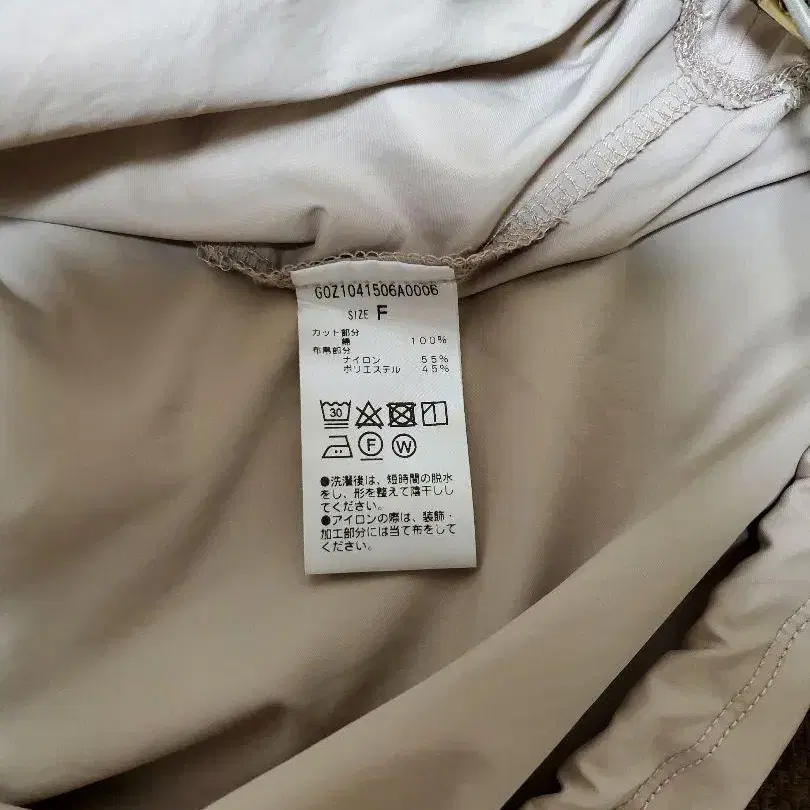 G0Z1041506A0006
SIZE F
カット部分
綿 100%
布帛部分
ナイロン 55%
ポリエステル 45%
30
F W
●洗濯後は、短時間の脱水
をし、形を整えて陰干しし
てください。
●アイロンの際は、装飾・
加工部分には当て布をして
ください。